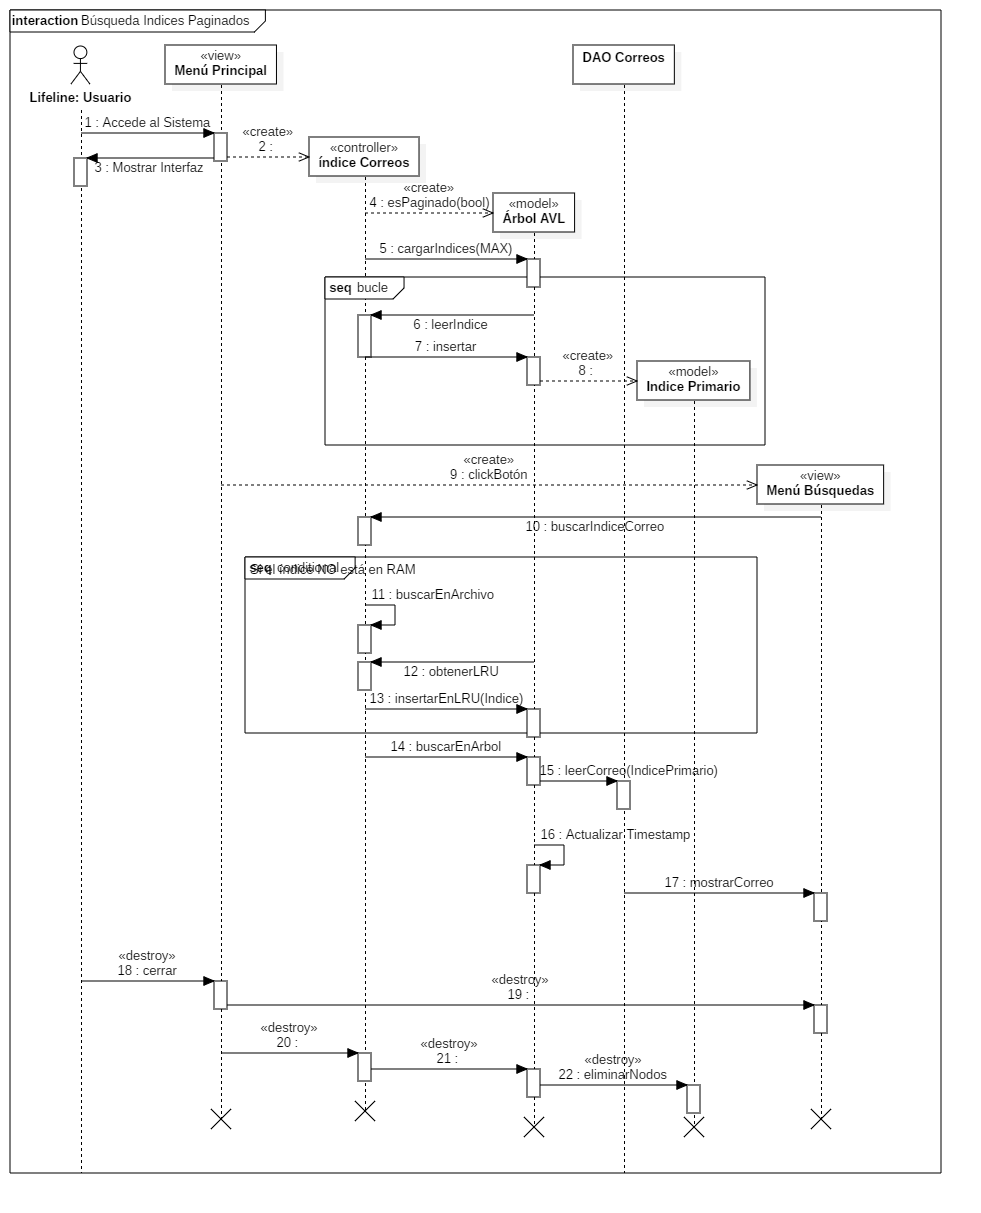 interaction Búsqueda Indices Paginados
«view»
Menú Principal
DAO Correos
Lifeline: Usuario
1 : Accede al Sistema
«create»
2 :
«controller»
índice Correos
3 : Mostrar Interfaz
«create»
4 : esPaginado(bool)
«model»
Árbol AVL
5 : cargarIndices(MAX)
seq bucle
6 : leerIndice
7 : insertar
«create»
8 :
«model»
Indice Primario
«create»
9 : clickBotón
«view»
Menú Búsquedas
10 : buscarIndiceCorreo
seq conditional
Si el indice NO está en RAM
11 : buscarEnArchivo
12 : obtenerLRU
13 : insertarEnLRU(Indice)
14 : buscarEnArbol
15 : leerCorreo(IndicePrimario)
16 : Actualizar Timestamp
17 : mostrarCorreo
«destroy»
18 : cerrar
«destroy»
19 :
«destroy»
20 :
«destroy»
21 :
«destroy»
22 : eliminarNodos